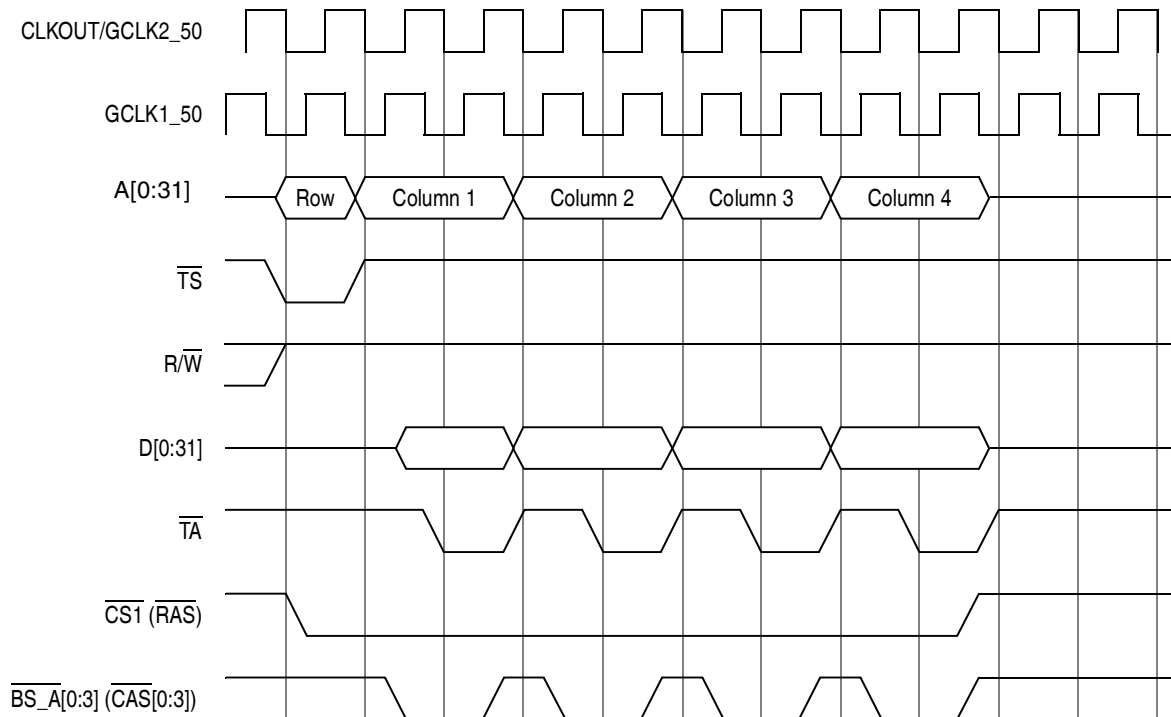 CLKOUT/GCLK2_50
GCLK1_50
A[0:31]
Row Column 1 Column 2 Column 3 Column 4
TS
R/W
D[0:31]
TA
CS1 (RAS)
BS_A[0:3] (CAS[0:3])